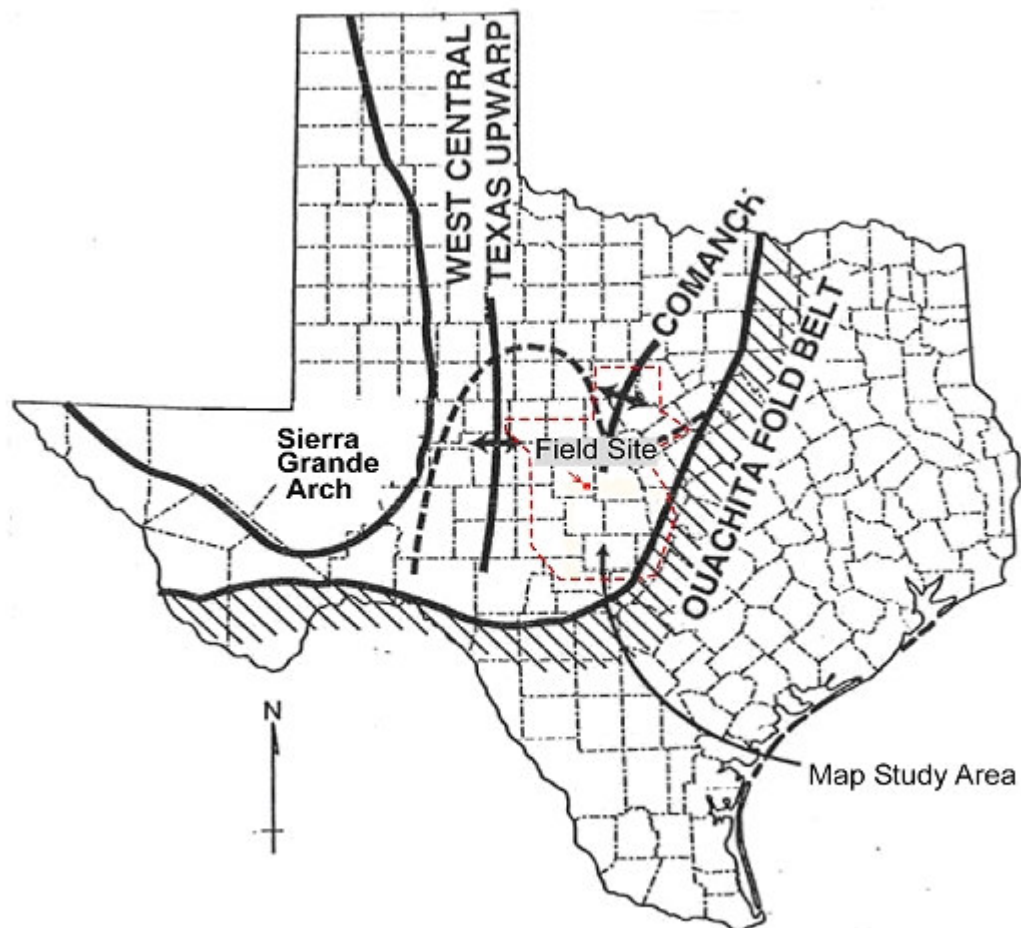 WEST CENTRAL
TEXAS UPWARP
COMANCH
OUACHITA FOLD BELT
Sierra
Grande
Arch
Field Site
N
Map Study Area